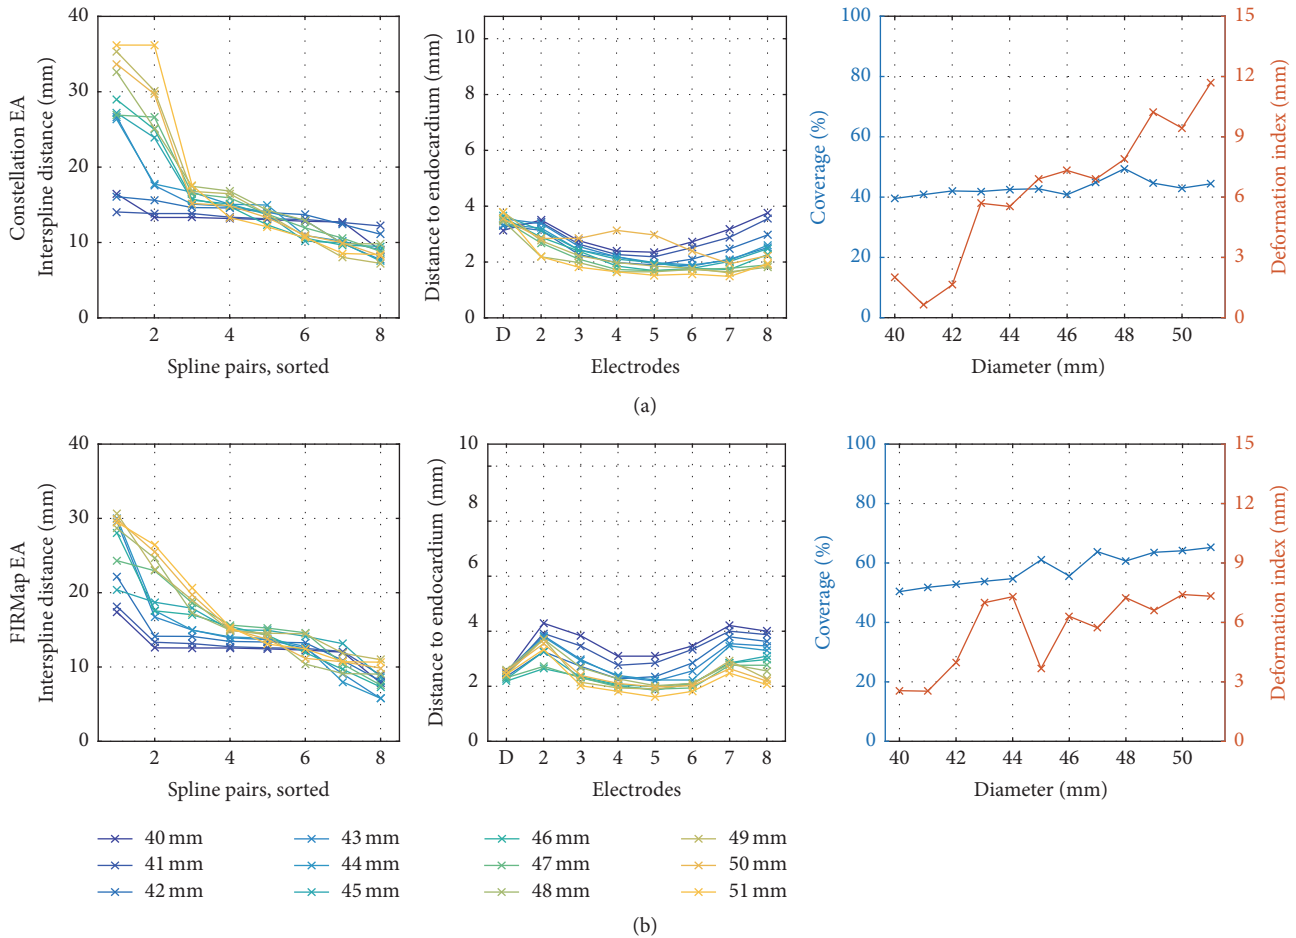 40
30
20
10
0
2
4
6
8
Constellation EA
Interspline distance (mm)
Spline pairs, sorted
10
8
6
4
2
0
D
2
3
4
5
6
7
8
Distance to endocardium (mm)
Electrodes
100
80
60
40
20
0
40
42
44
46
48
50
15
12
9
6
3
0
Coverage (%)
Deformation index (mm)
Diameter (mm)
(a)
40
30
20
10
0
2
4
6
8
FIRMap EA
Interspline distance (mm)
Spline pairs, sorted
10
8
6
4
2
0
D
2
3
4
5
6
7
8
Distance to endocardium (mm)
Electrodes
100
80
60
40
20
0
40
42
44
46
48
50
15
12
9
6
3
0
Coverage (%)
Deformation index (mm)
Diameter (mm)
40 mm
41 mm
42 mm
43 mm
44 mm
45 mm
46 mm
47 mm
48 mm
49 mm
50 mm
51 mm
(b)